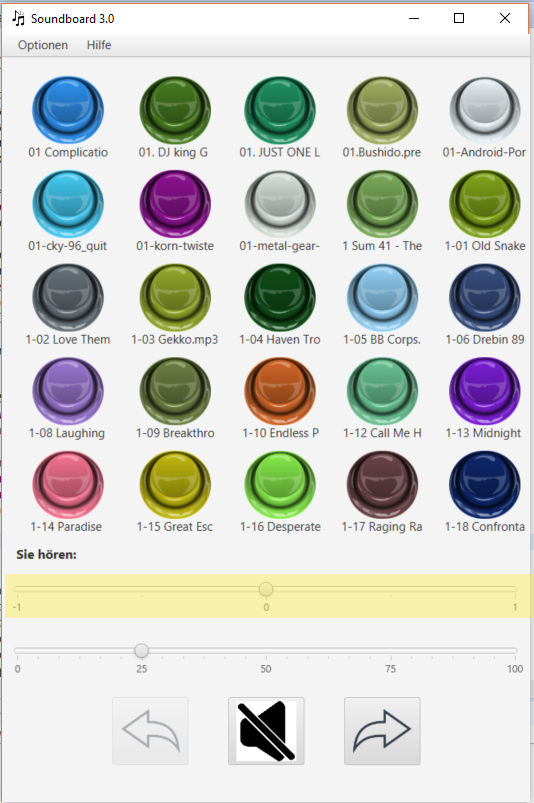 Soundboard 3.0
Optionen Hilfe
01 Complicatio 01. DJ king G 01. JUST ONE L 01.Bushido.pre 01-Android-Por
01-cky-96_quit 01-korn-twiste 01-metal-gear- 1 Sum 41 - The 1-01 Old Snake
1-02 Love Them 1-03 Gekko.mp3 1-04 Haven Tro 1-05 BB Corps. 1-06 Drebin 89
1-08 Laughing 1-09 Breakthro 1-10 Endless P 1-12 Call Me H 1-13 Midnight
1-14 Paradise 1-15 Great Esc 1-16 Desperate 1-17 Raging Ra 1-18 Confronta
Sie hören:
-1 0 1
0 25 50 75 100